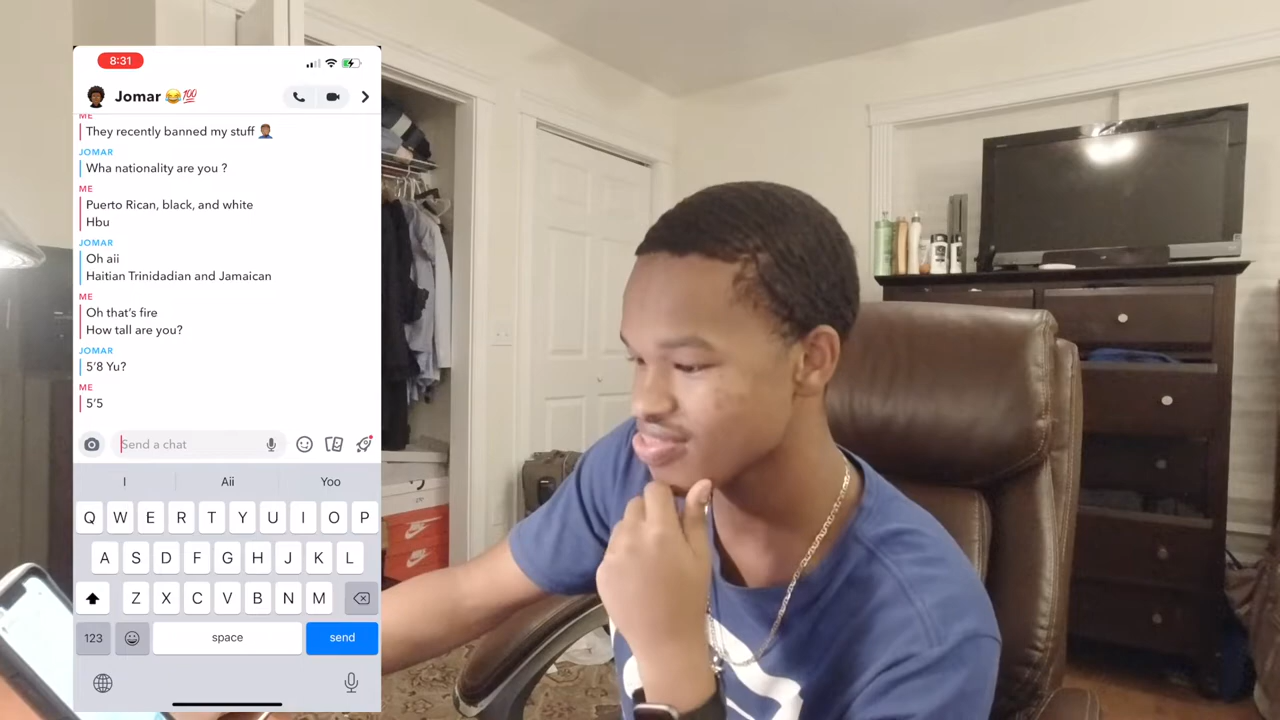 8:31
Jomar 😂💯
ME
They recently banned my stuff 🤦🏾‍♂️
JOMAR
Wha nationality are you ?
ME
Puerto Rican, black, and white
Hbu
JOMAR
Oh aii
Haitian Trinidadian and Jamaican
ME
Oh that's fire
How tall are you?
JOMAR
5'8 Yu?
ME
5'5
Send a chat
I Aii Yoo
Q W E R T Y U I O P
A S D F G H J K L
Z X C V B N M
123 space send